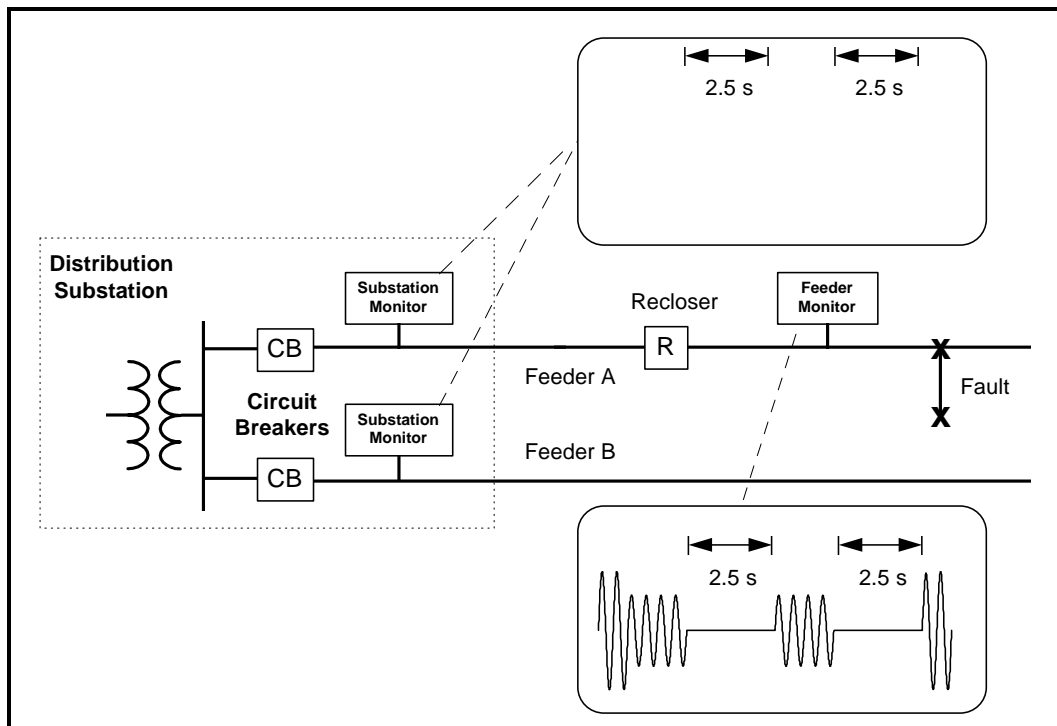 2.5 s 2.5 s
Distribution
Substation
Substation
Monitor
Recloser
Feeder
Monitor
CB
R
Feeder A
Fault
Circuit
Breakers
Substation
Monitor
Feeder B
CB
2.5 s 2.5 s